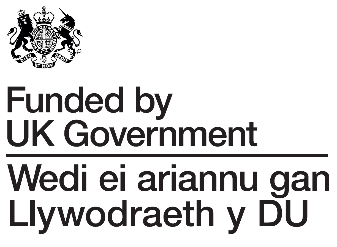 Funded by
UK Government
Wedi ei ariannu gan
Llywodraeth y DU